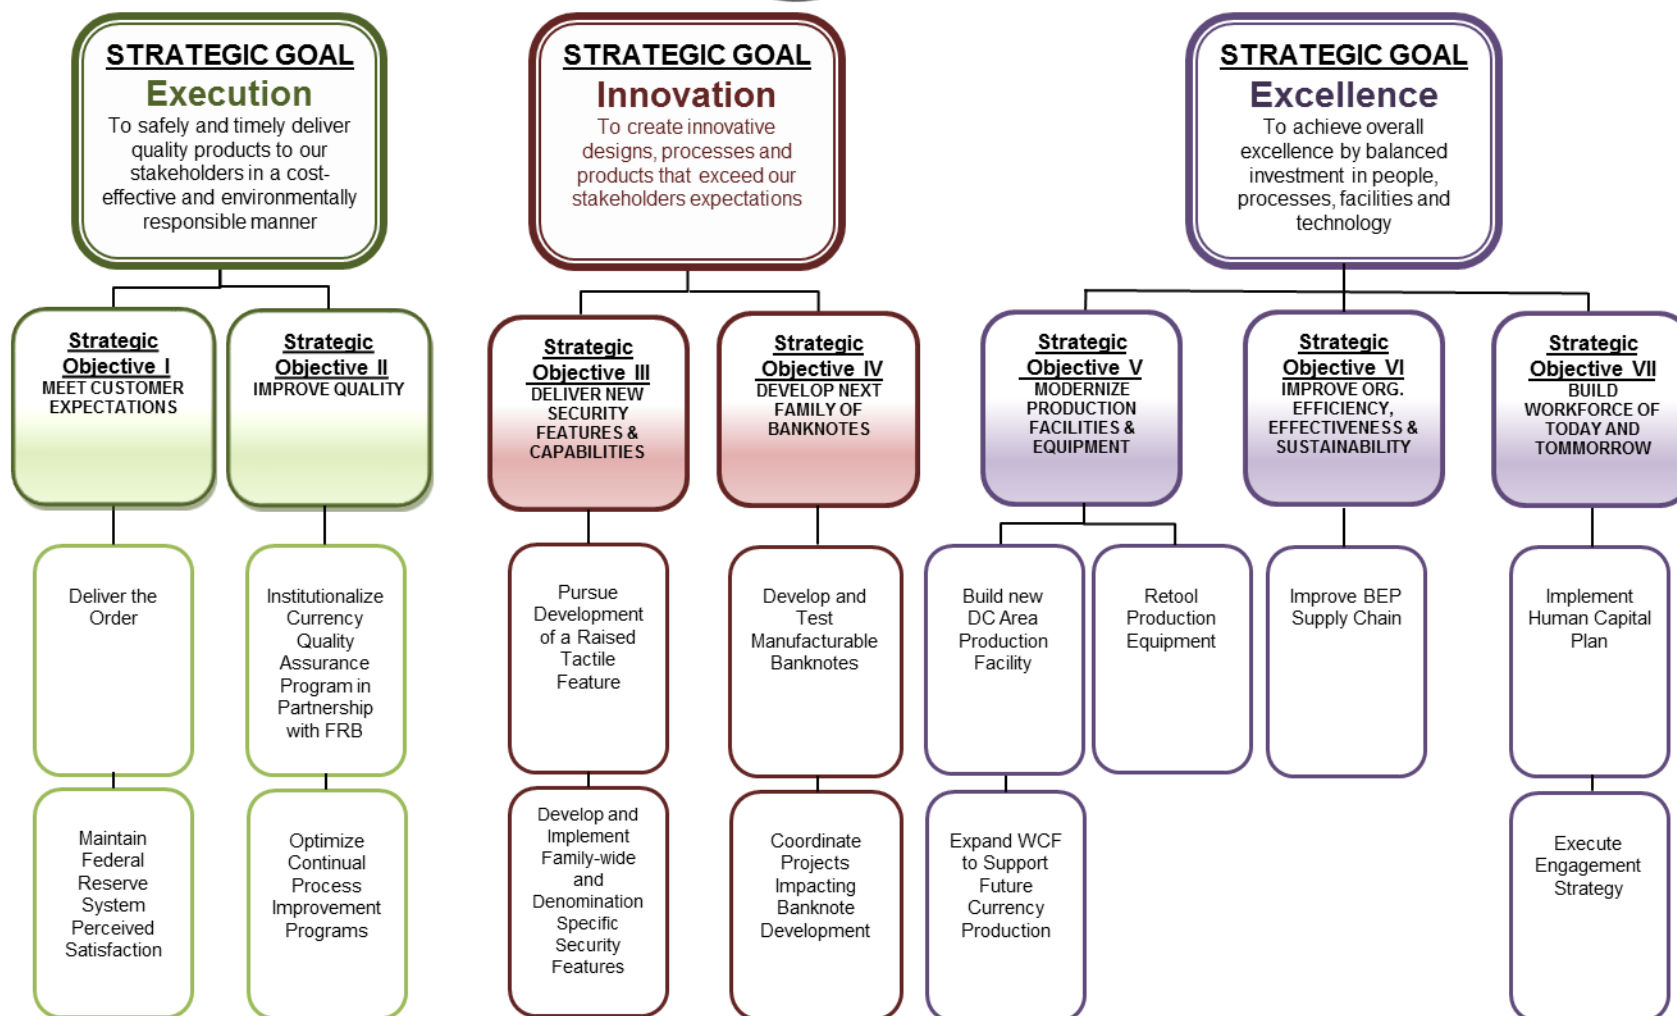 STRATEGIC GOAL
Execution
To safely and timely deliver
quality products to our
stakeholders in a cost-
effective and environmentally
responsible manner
STRATEGIC GOAL
Innovation
To create innovative
designs, processes and
products that exceed our
stakeholders expectations
STRATEGIC GOAL
Excellence
To achieve overall
excellence by balanced
investment in people,
processes, facilities and
technology
Strategic
Objective I
MEET CUSTOMER
EXPECTATIONS
Strategic
Objective II
IMPROVE QUALITY
Strategic
Objective III
DELIVER NEW
SECURITY
FEATURES &
CAPABILITIES
Strategic
Objective IV
DEVELOP NEXT
FAMILY OF
BANKNOTES
Strategic
Objective V
MODERNIZE
PRODUCTION
FACILITIES &
EQUIPMENT
Strategic
Objective VI
IMPROVE ORG.
EFFICIENCY,
EFFECTIVENESS &
SUSTAINABILITY
Strategic
Objective VII
BUILD
WORKFORCE OF
TODAY AND
TOMMORROW
Deliver the
Order
Institutionalize
Currency
Quality
Assurance
Program in
Partnership
with FRB
Pursue
Development
of a Raised
Tactile
Feature
Develop and
Test
Manufacturable
Banknotes
Build new
DC Area
Production
Facility
Retool
Production
Equipment
Improve BEP
Supply Chain
Implement
Human Capital
Plan
Maintain
Federal
Reserve
System
Perceived
Satisfaction
Optimize
Continual
Process
Improvement
Programs
Develop and
Implement
Family-wide
and
Denomination
Specific
Security
Features
Coordinate
Projects
Impacting
Banknote
Development
Expand WCF
to Support
Future
Currency
Production
Execute
Engagement
Strategy